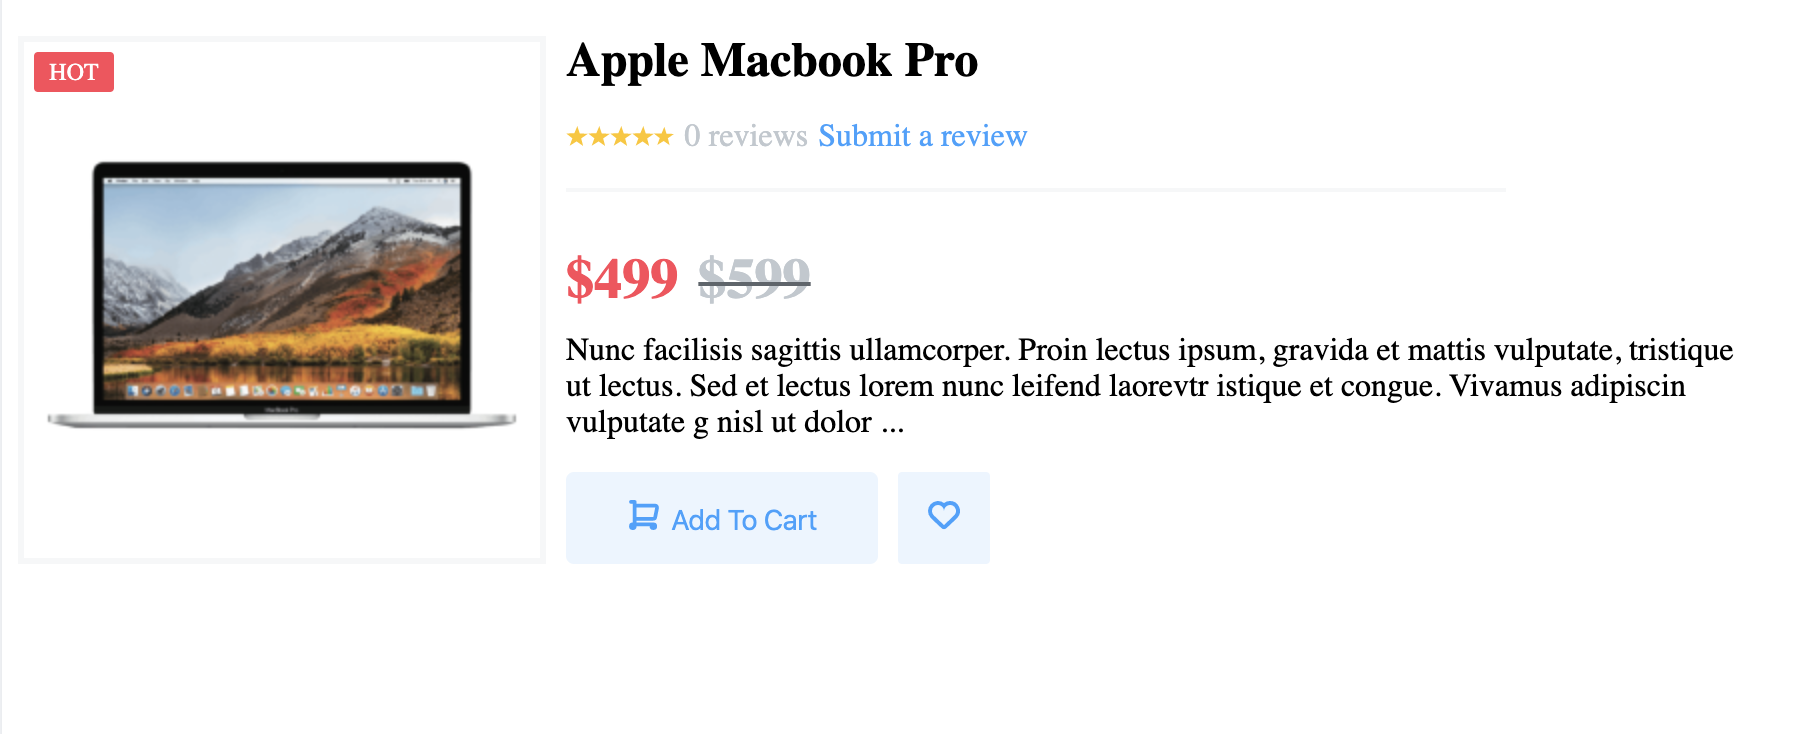 HOT
Apple Macbook Pro
★★★★★ 0 reviews Submit a review
$499 $599
Nunc facilisis sagittis ullamcorper. Proin lectus ipsum, gravida et mattis vulputate, tristique
ut lectus. Sed et lectus lorem nunc leifend laorevtr istique et congue. Vivamus adipiscin
vulputate g nisl ut dolor ...
Add To Cart